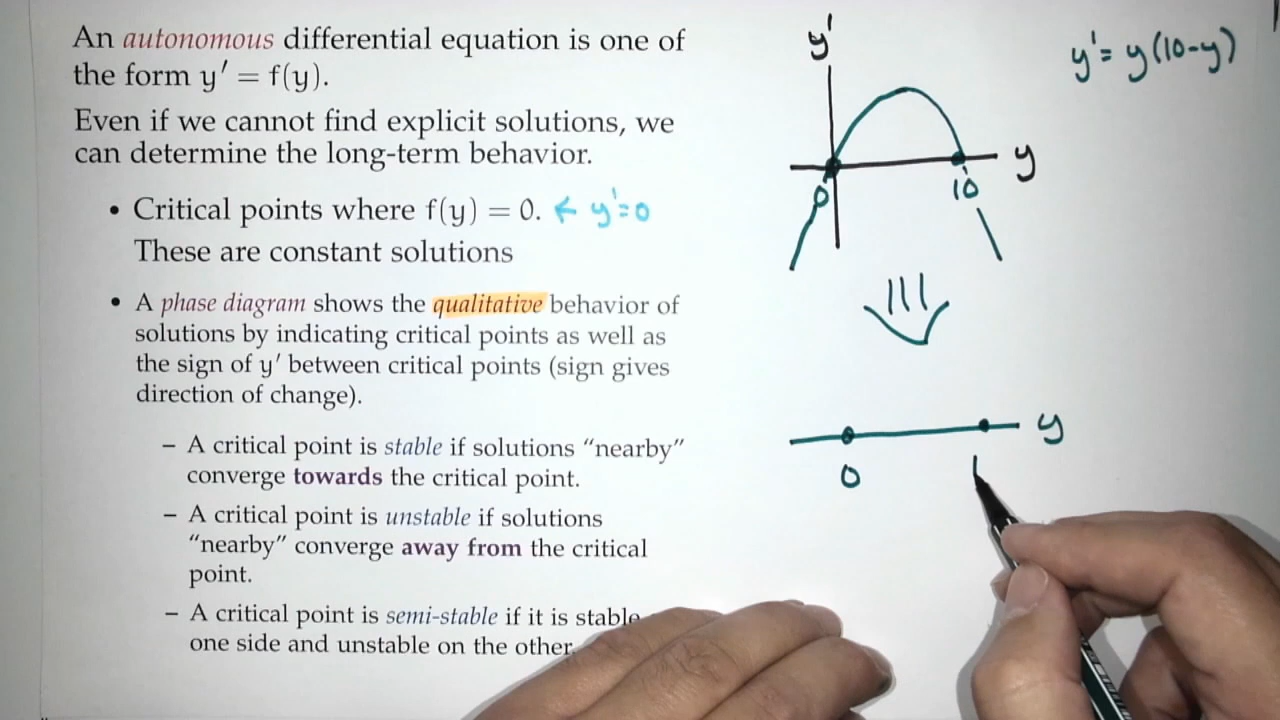 An autonomous differential equation is one of
the form y′ = f(y).
Even if we cannot find explicit solutions, we
can determine the long-term behavior.
• Critical points where f(y) = 0. ← y'=0
These are constant solutions
• A phase diagram shows the qualitative behavior of
solutions by indicating critical points as well as
the sign of y′ between critical points (sign gives
direction of change).
– A critical point is stable if solutions “nearby”
converge towards the critical point.
– A critical point is unstable if solutions
“nearby” converge away from the critical
point.
– A critical point is semi-stable if it is stable
one side and unstable on the other.
y'
y'= y(10-y)
y
0
10
y
0